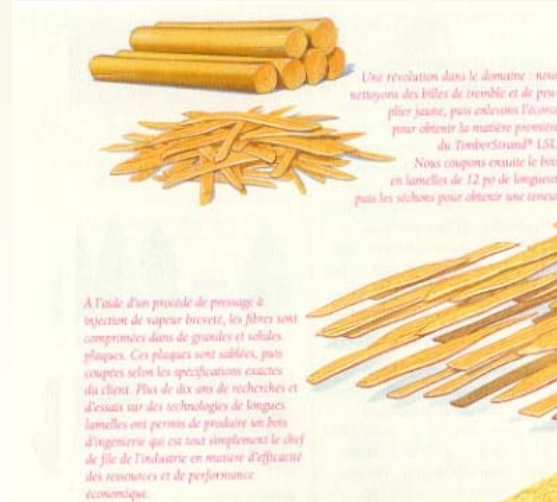 Une révolution dans le domaine : nous
nettoyons des billes de tremble et de peu-
plier jaune, puis enlevons l'écorce
pour obtenir la matière première
du TimberStrand® LSL.
Nous coupons ensuite le bois
en lamelles de 12 po de longueur
puis les séchons pour obtenir une teneur
À l'aide d'un procédé de pressage à
injection de vapeur breveté, les fibres sont
comprimées dans de grandes et solides
plaques. Ces plaques sont sablées, puis
coupées selon les spécifications exactes
du client. Plus de dix ans de recherches et
d'essais sur des technologies de longues
lamelles ont permis de produire un bois
d'ingénierie qui est tout simplement le chef
de file de l'industrie en matière d'efficacité
des ressources et de performance
économique.